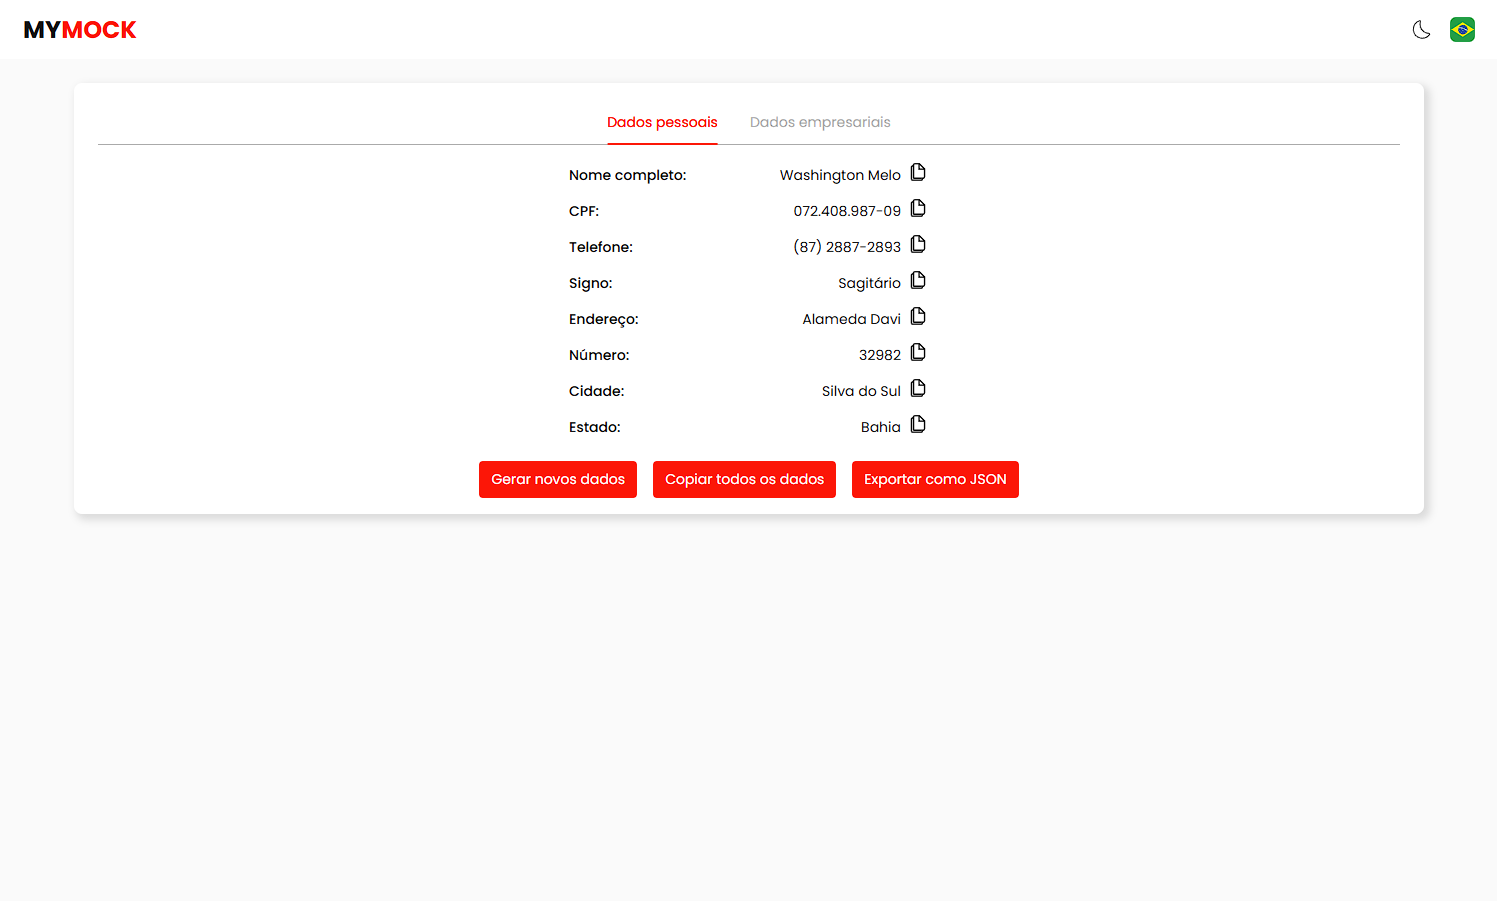 MYMOCK
Dados pessoais Dados empresariais
Nome completo: Washington Melo
CPF: 072.408.987-09
Telefone: (87) 2887-2893
Signo: Sagitário
Endereço: Alameda Davi
Número: 32982
Cidade: Silva do Sul
Estado: Bahia
Gerar novos dados Copiar todos os dados Exportar como JSON